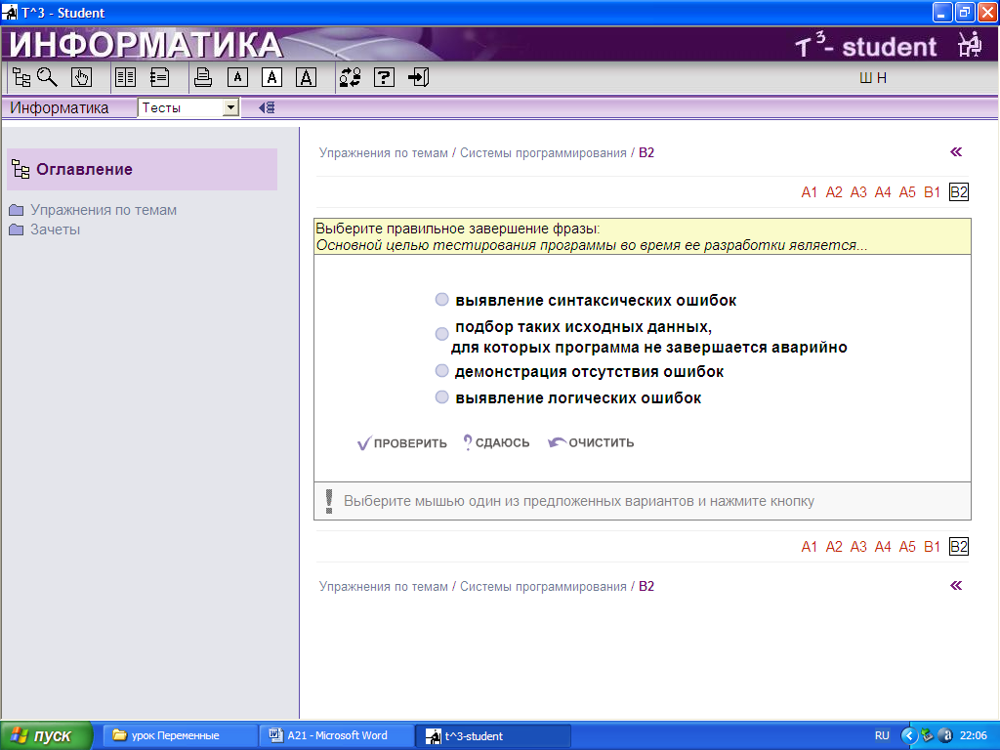 T^3 - Student
ИНФОРМАТИКА
T3- student
A A A
?
Ш Н
Информатика
Тесты
Оглавление
Упражнения по темам
Зачеты
Упражнения по темам / Системы программирования / B2
«
A1 A2 A3 A4 A5 B1 B2
Выберите правильное завершение фразы:
Основной целью тестирования программы во время ее разработки является...
выявление синтаксических ошибок
подбор таких исходных данных,
для которых программа не завершается аварийно
демонстрация отсутствия ошибок
выявление логических ошибок
ПРОВЕРИТЬ
СДАЮСЬ
ОЧИСТИТЬ
Выберите мышью один из предложенных вариантов и нажмите кнопку
A1 A2 A3 A4 A5 B1 B2
Упражнения по темам / Системы программирования / B2
«
пуск
урок Переменные
A21 - Microsoft Word
t^3-student
RU
22:06